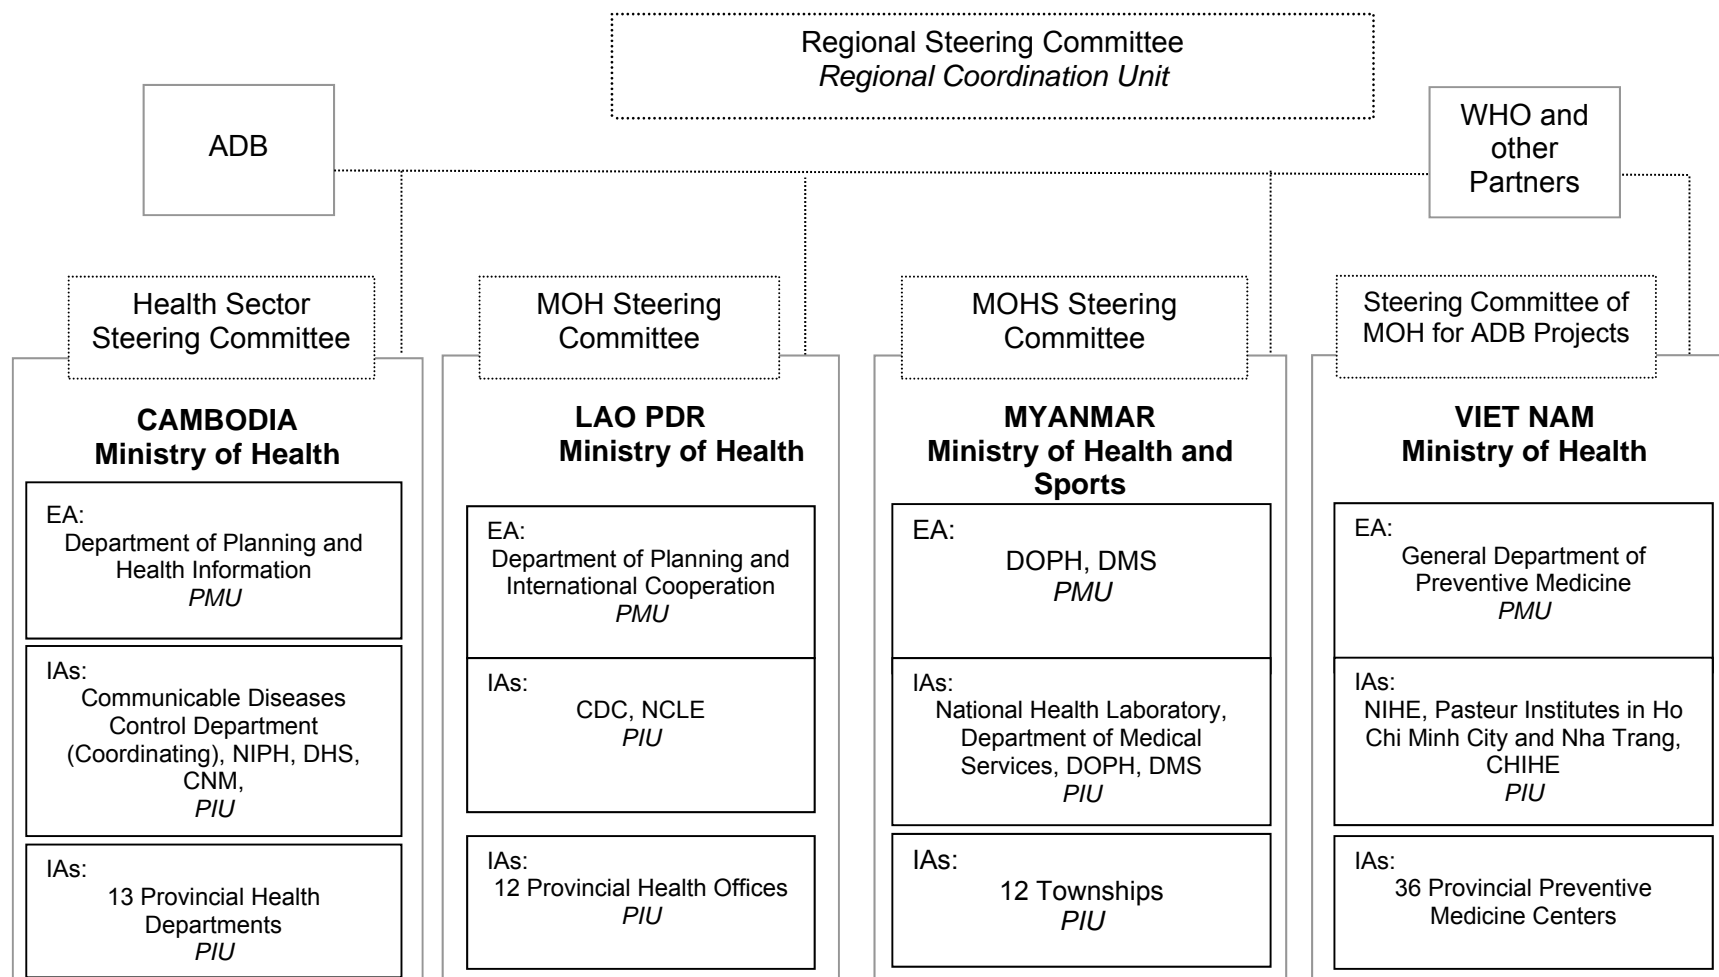 Regional Steering Committee
Regional Coordination Unit
ADB
WHO and
other
Partners
Health Sector
Steering Committee
MOH Steering
Committee
MOHS Steering
Committee
Steering Committee of
MOH for ADB Projects
CAMBODIA
Ministry of Health
EA:
Department of Planning and
Health Information
PMU
IAs:
Communicable Diseases
Control Department
(Coordinating), NIPH, DHS,
CNM,
PIU
IAs:
13 Provincial Health
Departments
PIU
LAO PDR
Ministry of Health
EA:
Department of Planning and
International Cooperation
PMU
IAs:
CDC, NCLE
PIU
IAs:
12 Provincial Health Offices
PIU
MYANMAR
Ministry of Health and
Sports
EA:
DOPH, DMS
PMU
IAs:
National Health Laboratory,
Department of Medical
Services, DOPH, DMS
PIU
IAs:
12 Townships
PIU
VIET NAM
Ministry of Health
EA:
General Department of
Preventive Medicine
PMU
IAs:
NIHE, Pasteur Institutes in Ho
Chi Minh City and Nha Trang,
CHIHE
PIU
IAs:
36 Provincial Preventive
Medicine Centers